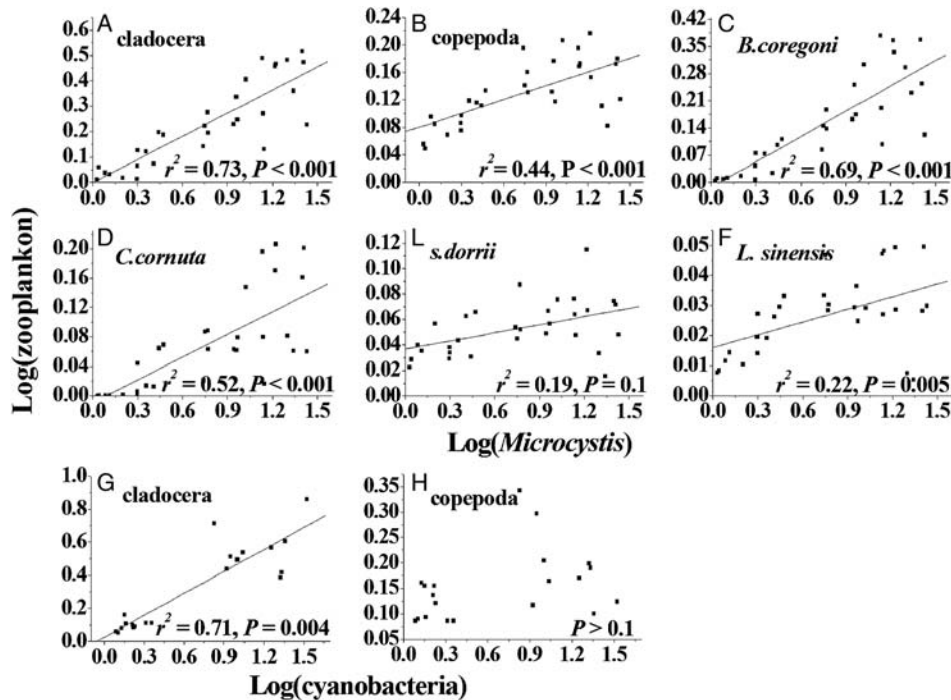 A cladocera
0.6
0.5
0.4
0.3
0.2
0.1
0.0
0.0 0.3 0.6 0.9 1.2 1.5
r² = 0.73, P < 0.001
B copepoda
0.24
0.20
0.16
0.12
0.08
0.04
0.00
0.0 0.3 0.6 0.9 1.2 1.5
r² = 0.44, P < 0.001
C B.coregoni
0.42
0.35
0.28
0.21
0.14
0.07
0.00
0.0 0.3 0.6 0.9 1.2 1.5
r² = 0.69, P < 0.001
Log(zooplankon)
D C.cornuta
0.20
0.16
0.12
0.08
0.04
0.00
0.0 0.3 0.6 0.9 1.2 1.5
r² = 0.52, P < 0.001
L s.dorrii
0.12
0.10
0.08
0.06
0.04
0.02
0.00
0.0 0.3 0.6 0.9 1.2 1.5
r² = 0.19, P = 0.1
F L. sinensis
0.05
0.04
0.03
0.02
0.01
0.00
0.0 0.3 0.6 0.9 1.2 1.5
r² = 0.22, P = 0.005
Log(Microcystis)
G cladocera
1.0
0.8
0.6
0.4
0.2
0.0
0.0 0.3 0.6 0.9 1.2 1.5
r² = 0.71, P = 0.004
H copepoda
0.35
0.30
0.25
0.20
0.15
0.10
0.05
0.0 0.3 0.6 0.9 1.2 1.5
P > 0.1
Log(cyanobacteria)